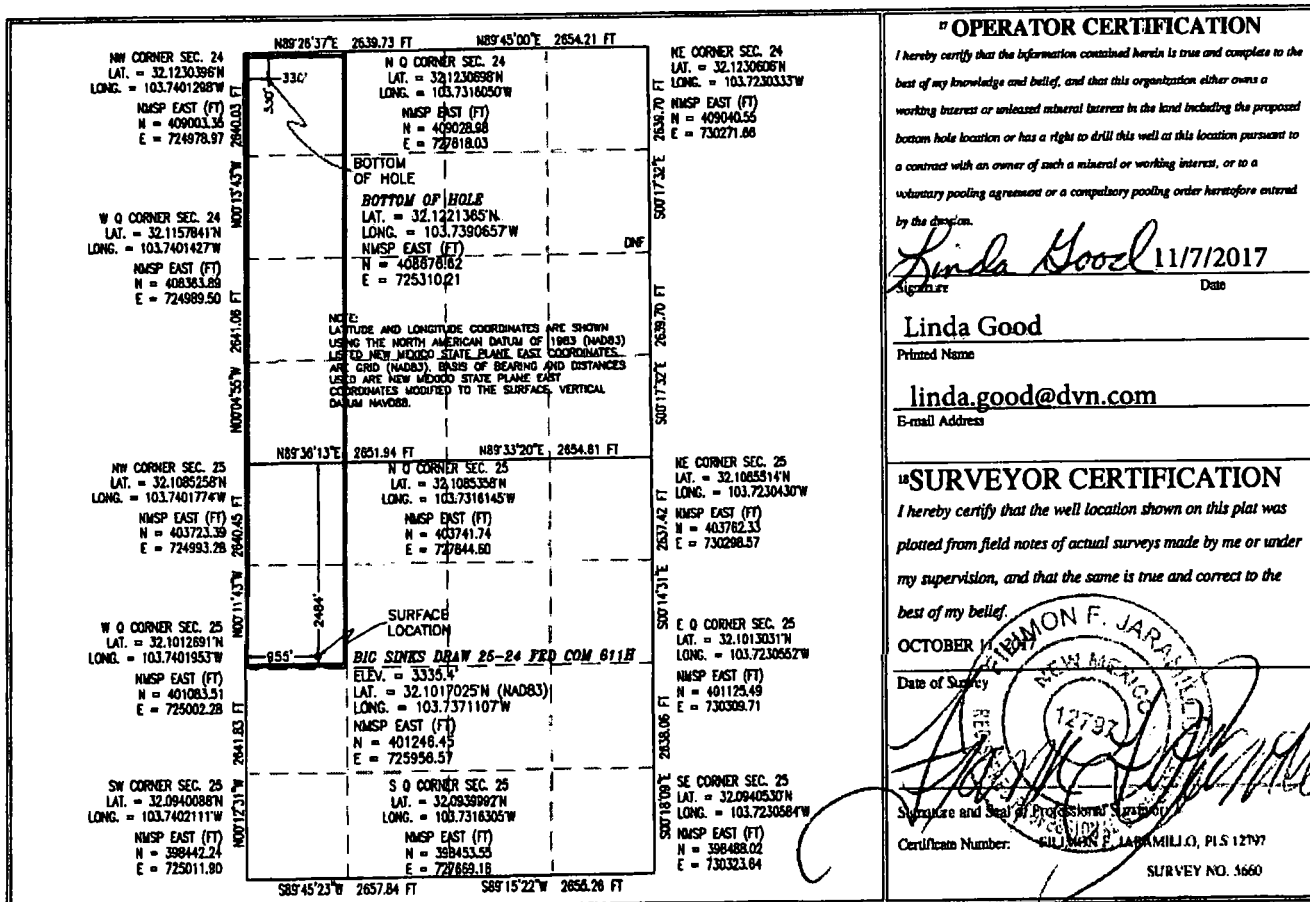 N89°26'37"E 2639.73 FT N89°45'00"E 2654.21 FT
NW CORNER SEC. 24
LAT. = 32.1230396'N
LONG. = 103.7401298'W
NMSP EAST (FT)
N = 409003.36
E = 724978.97
N Q CORNER SEC. 24
LAT. = 32.1230698'N
LONG. = 103.7316050'W
NMSP EAST (FT)
N = 409028.98
E = 727618.03
NE CORNER SEC. 24
LAT. = 32.1230606'N
LONG. = 103.7230333'W
NMSP EAST (FT)
N = 409040.55
E = 730271.66
330'
330'
N00°13'43"W 2640.03 FT
S00°17'32"E 2639.70 FT
BOTTOM
OF HOLE
BOTTOM OF HOLE
LAT. = 32.1221365'N
LONG. = 103.7390657'W
NMSP EAST (FT)
N = 408676.62
E = 725310.21
W Q CORNER SEC. 24
LAT. = 32.1157841'N
LONG. = 103.7401427'W
NMSP EAST (FT)
N = 406363.89
E = 724989.50
DNF
NOTE:
LATITUDE AND LONGITUDE COORDINATES ARE SHOWN
USING THE NORTH AMERICAN DATUM OF 1983 (NAD83)
LISTED NEW MEXICO STATE PLANE EAST COORDINATES
ARE GRID (NAD83). BASIS OF BEARING AND DISTANCES
USED ARE NEW MEXICO STATE PLANE EAST
COORDINATES MODIFIED TO THE SURFACE. VERTICAL
DATUM NAVD88.
N00°04'55"W 2641.06 FT
S00°17'32"E 2639.70 FT
N89°36'13"E 2651.94 FT N89°33'20"E 2654.81 FT
NW CORNER SEC. 25
LAT. = 32.1085258'N
LONG. = 103.7401774'W
NMSP EAST (FT)
N = 403723.39
E = 724993.28
N Q CORNER SEC. 25
LAT. = 32.1085358'N
LONG. = 103.7316145'W
NMSP EAST (FT)
N = 403741.74
E = 727644.60
NE CORNER SEC. 25
LAT. = 32.1085514'N
LONG. = 103.7230430'W
NMSP EAST (FT)
N = 403762.33
E = 730298.57
N00°11'43"W 2640.45 FT
S00°14'31"E 2637.42 FT
2484'
SURFACE
LOCATION
955'
W Q CORNER SEC. 25
LAT. = 32.1012691'N
LONG. = 103.7401953'W
NMSP EAST (FT)
N = 401083.51
E = 725002.28
BIG SINKS DRAW 25-24 FED COM 611H
ELEV. = 3335.4'
LAT. = 32.1017025'N (NAD83)
LONG. = 103.7371107'W
NMSP EAST (FT)
N = 401246.45
E = 725956.57
E Q CORNER SEC. 25
LAT. = 32.1013031'N
LONG. = 103.7230552'W
NMSP EAST (FT)
N = 401125.49
E = 730309.71
N00°12'31"W 2641.83 FT
S00°18'09"E 2638.06 FT
SW CORNER SEC. 25
LAT. = 32.0940088'N
LONG. = 103.7402111'W
NMSP EAST (FT)
N = 398442.24
E = 725011.90
S Q CORNER SEC. 25
LAT. = 32.0939992'N
LONG. = 103.7316305'W
NMSP EAST (FT)
N = 398453.55
E = 727669.16
SE CORNER SEC. 25
LAT. = 32.0940530'N
LONG. = 103.7230584'W
NMSP EAST (FT)
N = 398488.02
E = 730323.64
S89°45'23"W 2657.84 FT S89°15'22"W 2655.26 FT
17 OPERATOR CERTIFICATION
I hereby certify that the information contained herein is true and complete to the
best of my knowledge and belief, and that this organization either owns a
working interest or unleased mineral interest in the land including the proposed
bottom hole location or has a right to drill this well at this location pursuant to
a contract with an owner of such a mineral or working interest, or to a
voluntary pooling agreement or a compulsory pooling order heretofore entered
by the division.
Linda Good 11/7/2017
Signature Date
Linda Good
Printed Name
linda.good@dvn.com
E-mail Address
18 SURVEYOR CERTIFICATION
I hereby certify that the well location shown on this plat was
plotted from field notes of actual surveys made by me or under
my supervision, and that the same is true and correct to the
best of my belief.
OCTOBER
Date of Survey
FILIMON F. JARAMILLO
NEW MEXICO
12797
Signature and Seal of Professional Surveyor:
Certificate Number: FILIMON F. JARAMILLO, PLS 12797
SURVEY NO. 5660